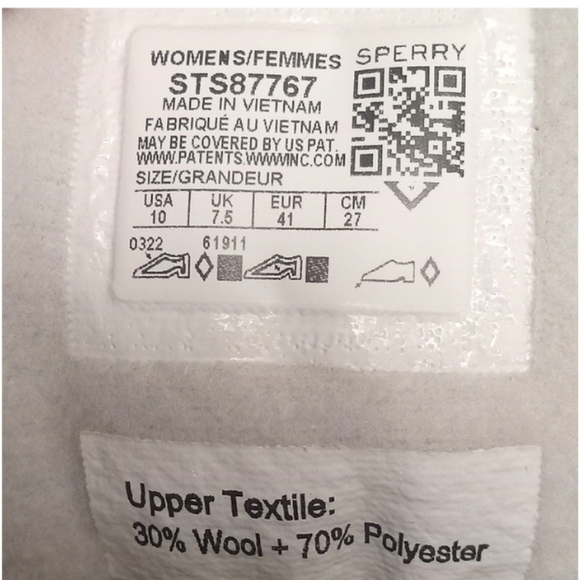 WOMENS/FEMMES SPERRY
STS87767
MADE IN VIETNAM
FABRIQUÉ AU VIETNAM
MAY BE COVERED BY US PAT.
WWW.PATENTS.WWWINC.COM
SIZE/GRANDEUR
USA UK EUR CM
10 7.5 41 27
0322 61911
Upper Textile:
30% Wool + 70% Polyester